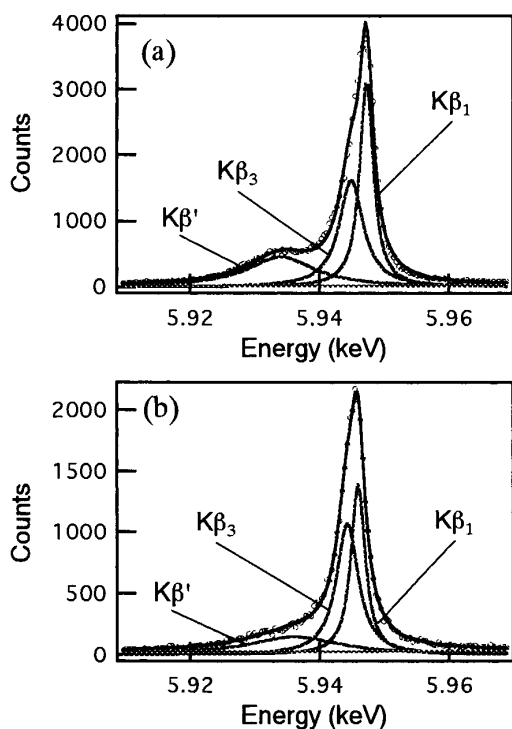 4000
(a)
3000
Kβ₁
Counts
2000
Kβ₃
1000
Kβ'
0
5.92 5.94 5.96
Energy (keV)
2000
(b)
1500
Counts
1000
Kβ₃
Kβ₁
500
Kβ'
0
5.92 5.94 5.96
Energy (keV)